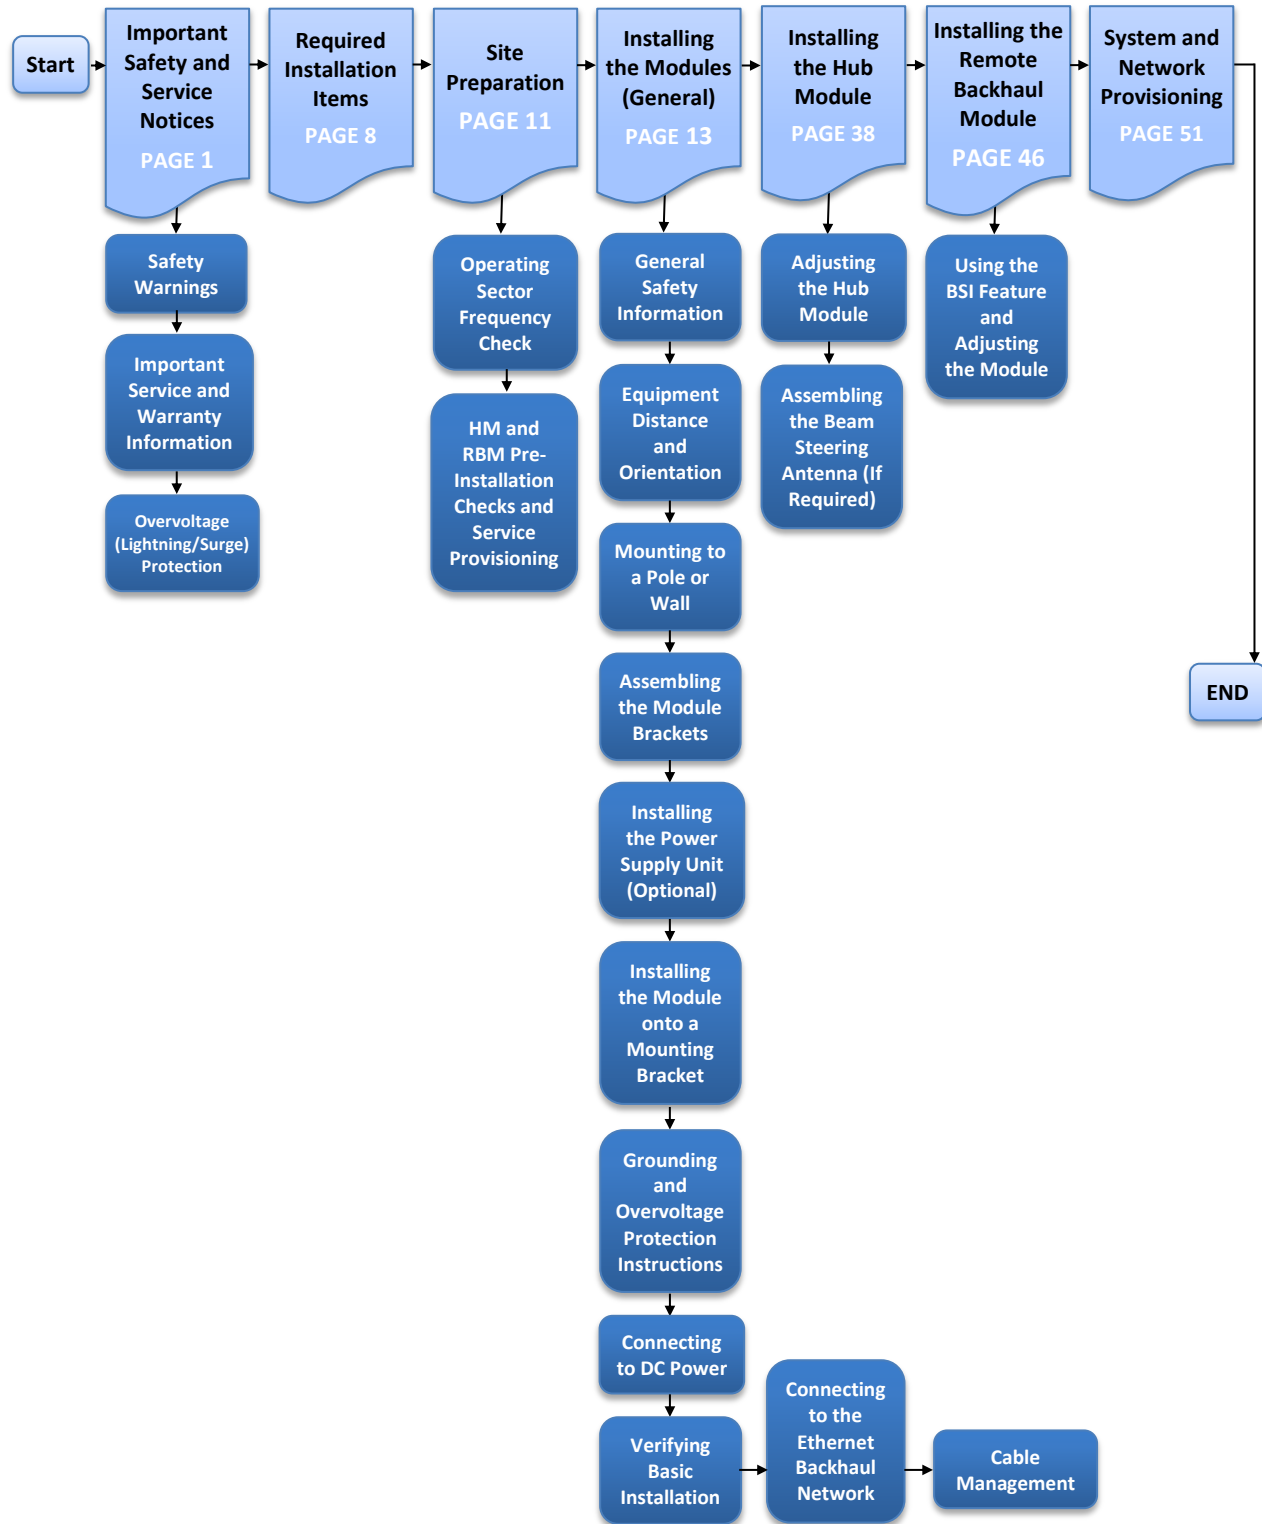 Start
Important
Safety and
Service
Notices
PAGE 1
Required
Installation
Items
PAGE 8
Site
Preparation
PAGE 11
Installing
the Modules
(General)
PAGE 13
Installing
the Hub
Module
PAGE 38
Installing the
Remote
Backhaul
Module
PAGE 46
System and
Network
Provisioning
PAGE 51
Safety
Warnings
Important
Service and
Warranty
Information
Overvoltage
(Lightning/Surge)
Protection
Operating
Sector
Frequency
Check
HM and
RBM Pre-
Installation
Checks and
Service
Provisioning
General
Safety
Information
Equipment
Distance
and
Orientation
Mounting to
a Pole or
Wall
Assembling
the Module
Brackets
Installing
the Power
Supply Unit
(Optional)
Installing
the Module
onto a
Mounting
Bracket
Grounding
and
Overvoltage
Protection
Instructions
Connecting
to DC Power
Verifying
Basic
Installation
Connecting
to the
Ethernet
Backhaul
Network
Cable
Management
Adjusting
the Hub
Module
Assembling
the Beam
Steering
Antenna (If
Required)
Using the
BSI Feature
and
Adjusting
the Module
END